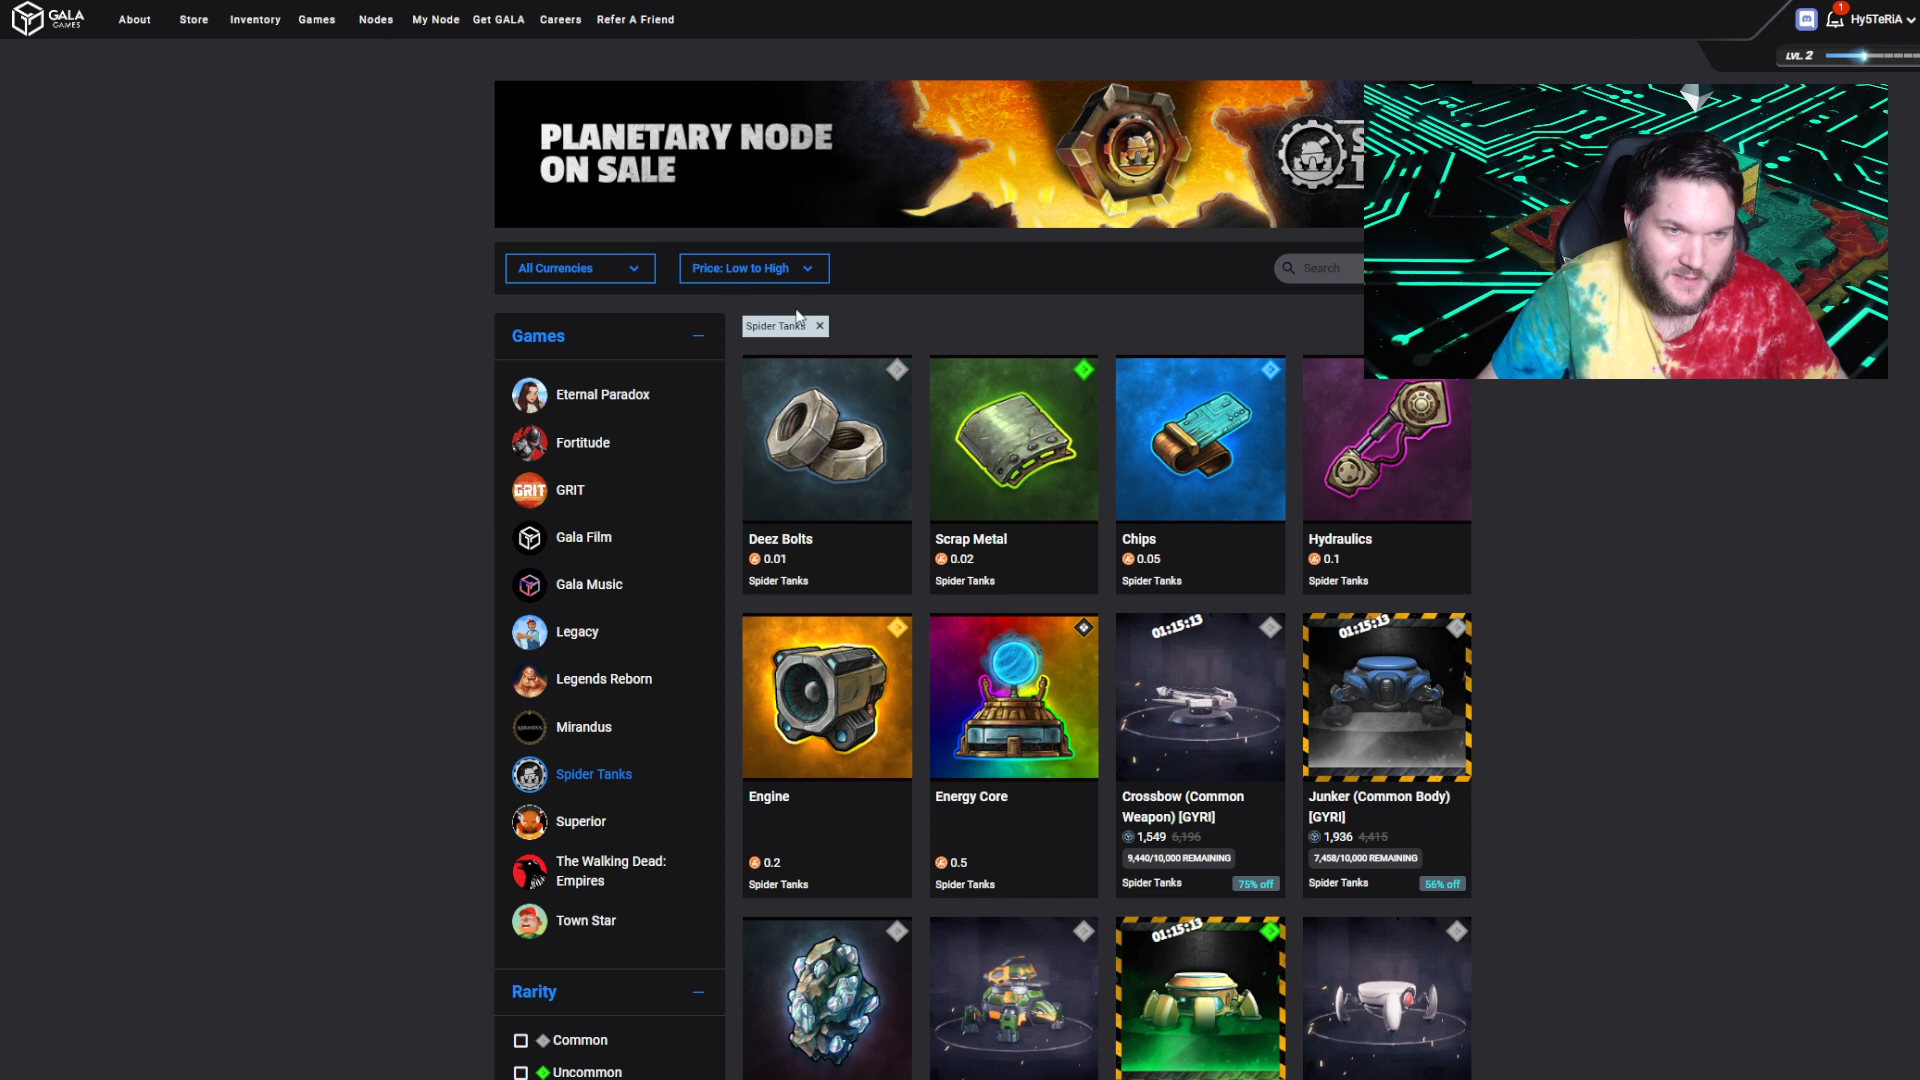 GALA
GAMES
About
Store
Inventory
Games
Nodes
My Node
Get GALA
Careers
Refer A Friend
1
Hy5TeRiA
LVL 2
PLANETARY NODE
ON SALE
All Currencies
Price: Low to High
Search
Games
Eternal Paradox
Fortitude
GRIT
GRIT
Gala Film
Gala Music
Legacy
Legends Reborn
Mirandus
Spider Tanks
Superior
The Walking Dead:
Empires
Town Star
Rarity
Common
Uncommon
Spider Tanks
Deez Bolts
0.01
Spider Tanks
Scrap Metal
0.02
Spider Tanks
Chips
0.05
Spider Tanks
Hydraulics
0.1
Spider Tanks
Engine
0.2
Spider Tanks
Energy Core
0.5
Spider Tanks
01:15:13
Crossbow (Common
Weapon) [GYRI]
1,549 6,196
9,440/10,000 REMAINING
Spider Tanks
75% off
01:15:13
Junker (Common Body)
[GYRI]
1,936 4,415
7,458/10,000 REMAINING
Spider Tanks
56% off
01:15:13